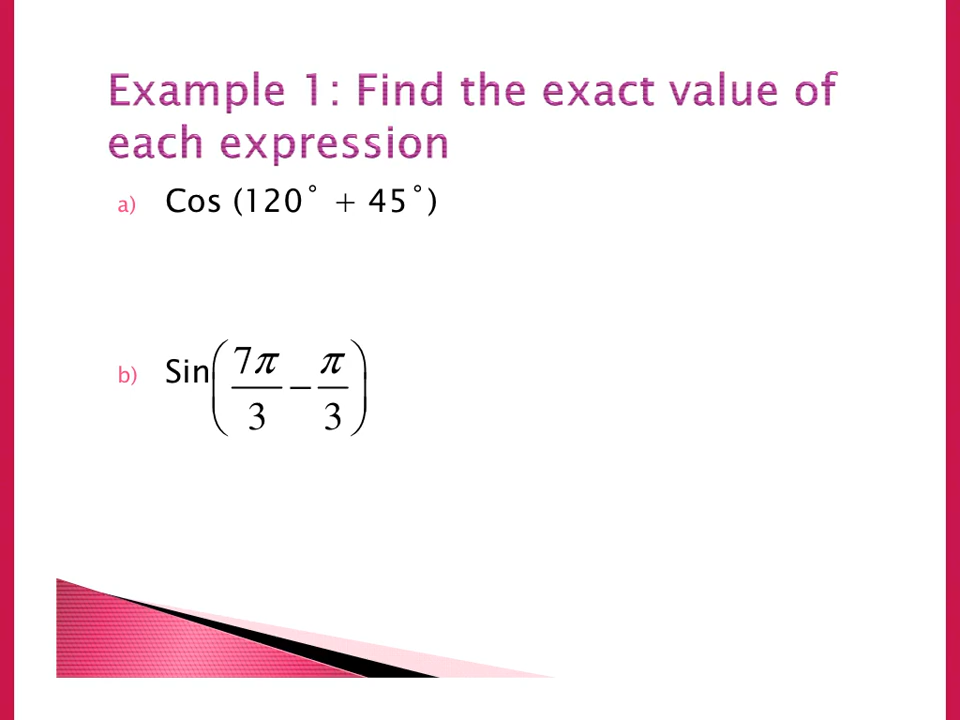 Example 1: Find the exact value of
each expression
a) Cos (120˚ + 45˚)
b) Sin(7π/3 − π/3)